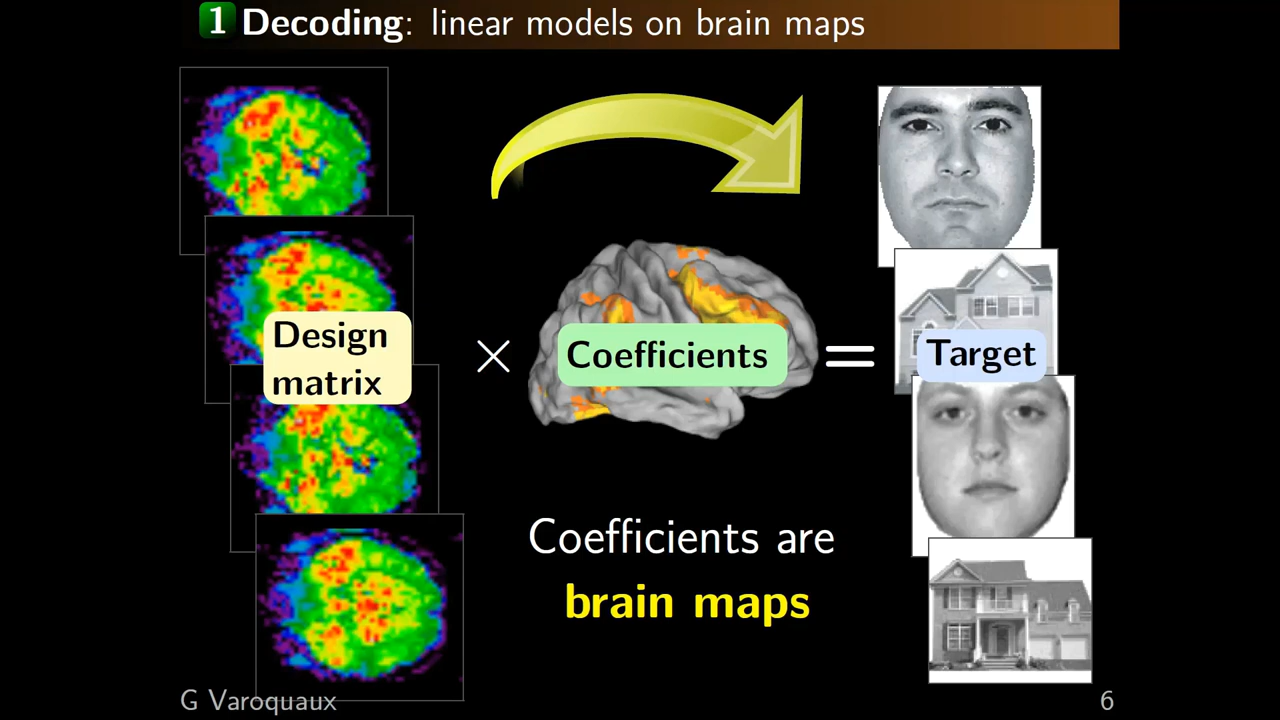 1 Decoding: linear models on brain maps
Design
matrix
×
Coefficients
=
Target
Coefficients are
brain maps
G Varoquaux
6